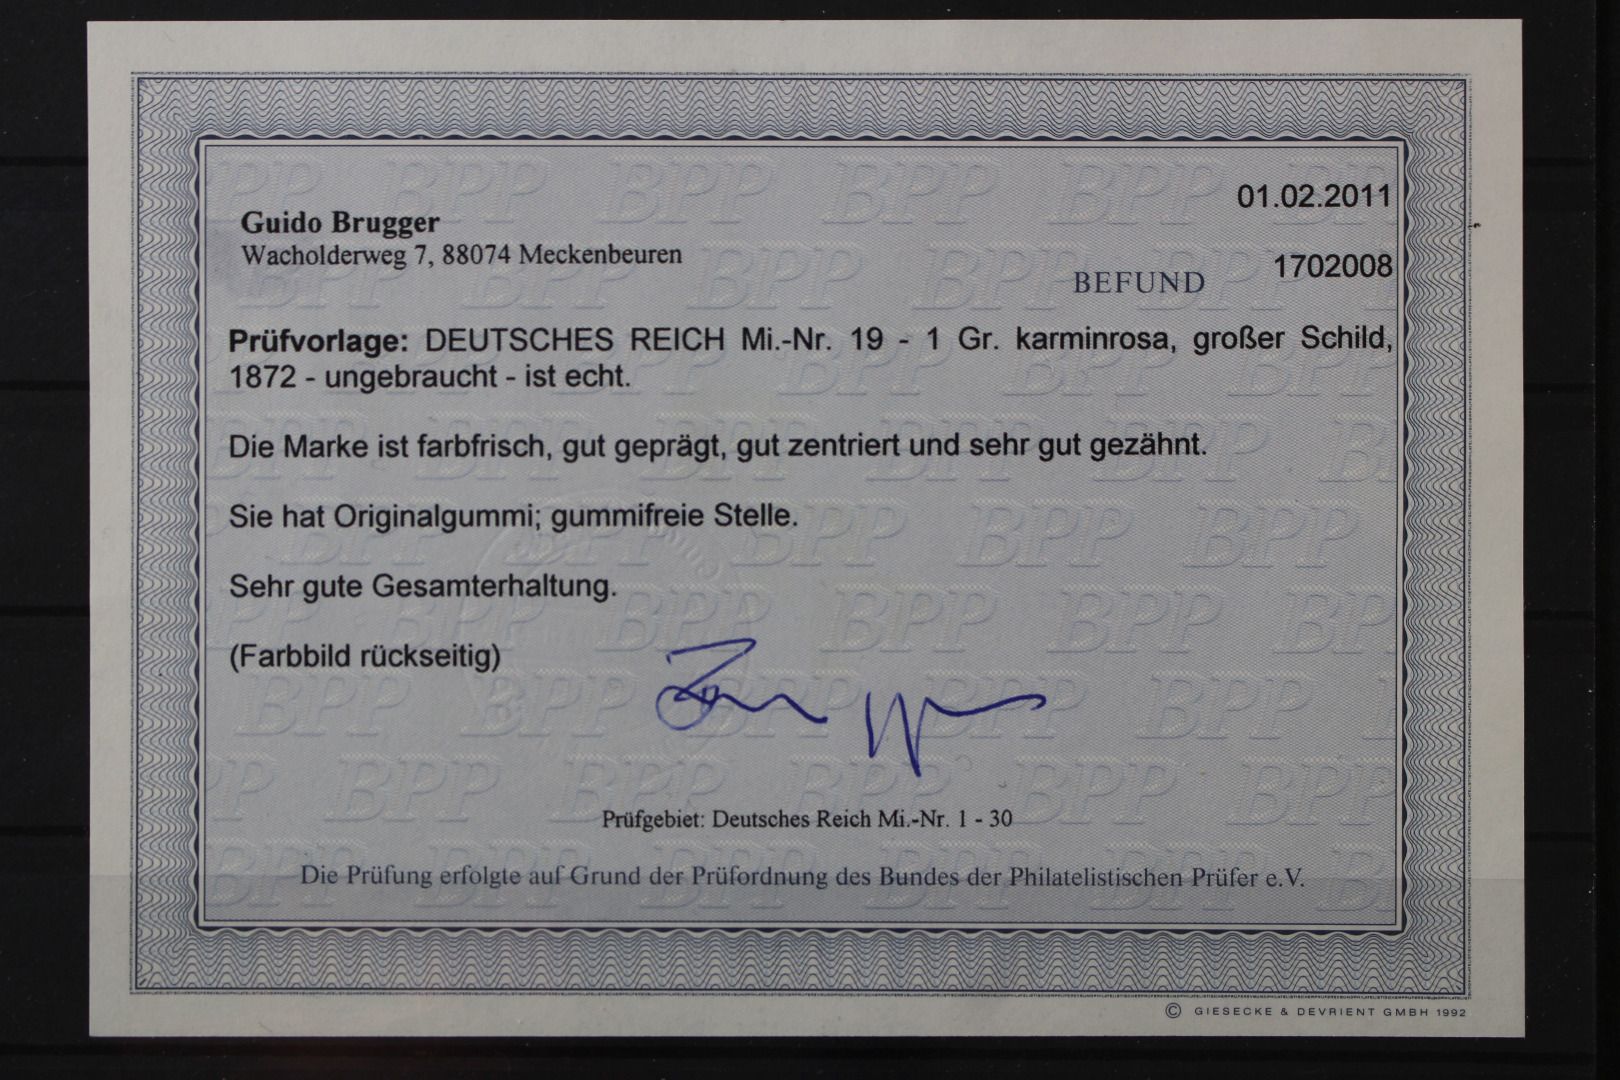 01.02.2011
Guido Brugger
Wacholderweg 7, 88074 Meckenbeuren
BEFUND 1702008
Prüfvorlage: DEUTSCHES REICH Mi.-Nr. 19 - 1 Gr. karminrosa, großer Schild,
1872 - ungebraucht - ist echt.
Die Marke ist farbfrisch, gut geprägt, gut zentriert und sehr gut gezähnt.
Sie hat Originalgummi; gummifreie Stelle.
Sehr gute Gesamterhaltung.
(Farbbild rückseitig)
Prüfgebiet: Deutsches Reich Mi.-Nr. 1 - 30
Die Prüfung erfolgte auf Grund der Prüfordnung des Bundes der Philatelistischen Prüfer e.V.
© GIESECKE & DEVRIENT GMBH 1992